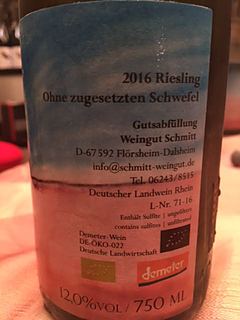 2016 Riesling
Ohne zugesetzten Schwefel
Gutsabfüllung
Weingut Schmitt
D-67592 Flörsheim-Dalsheim
info@schmitt-weingut.de
Tel. 06243/8515
Deutscher Landwein Rhein
L-Nr. 71-16
Enthält Sulfite | ungefiltert
contains sulfites | unfiltered
Demeter-Wein
DE-ÖKO-022
Deutsche Landwirtschaft
demeter
12,0%VOL / 750 ML